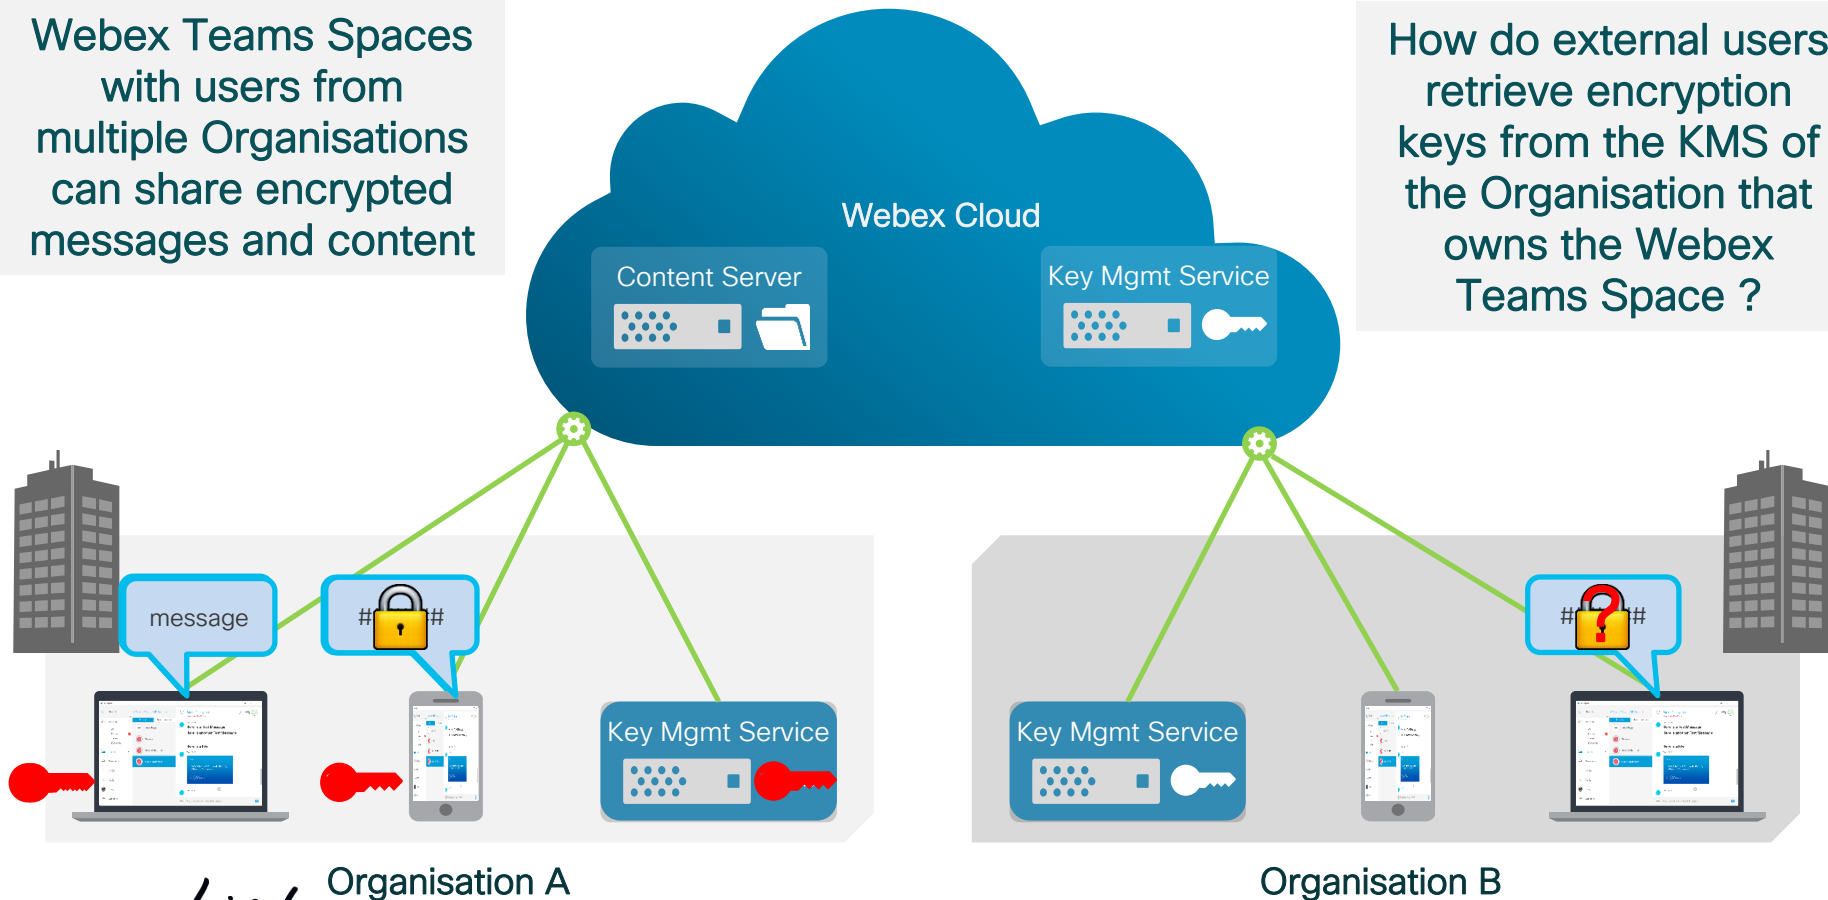 Webex Teams Spaces
with users from
multiple Organisations
can share encrypted
messages and content
How do external users
retrieve encryption
keys from the KMS of
the Organisation that
owns the Webex
Teams Space ?
Webex Cloud
Content Server
Key Mgmt Service
message
# #
# #
Key Mgmt Service
Key Mgmt Service
Organisation A
Organisation B